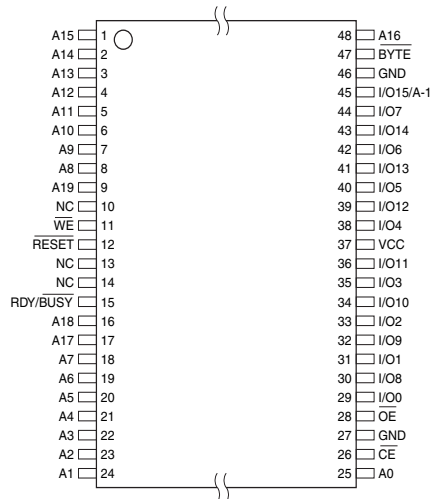 A15 1 48 A16
A14 2 47 BYTE
A13 3 46 GND
A12 4 45 I/O15/A-1
A11 5 44 I/O7
A10 6 43 I/O14
A9 7 42 I/O6
A8 8 41 I/O13
A19 9 40 I/O5
NC 10 39 I/O12
WE 11 38 I/O4
RESET 12 37 VCC
NC 13 36 I/O11
NC 14 35 I/O3
RDY/BUSY 15 34 I/O10
A18 16 33 I/O2
A17 17 32 I/O9
A7 18 31 I/O1
A6 19 30 I/O8
A5 20 29 I/O0
A4 21 28 OE
A3 22 27 GND
A2 23 26 CE
A1 24 25 A0